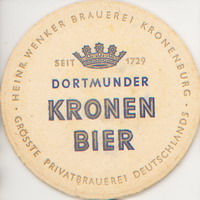 · HEINR. WENKER BRAUEREI KRONENBURG ·
SEIT 1729
DORTMUNDER
KRONEN
BIER
GRÖSSTE PRIVATBRAUEREI DEUTSCHLANDS